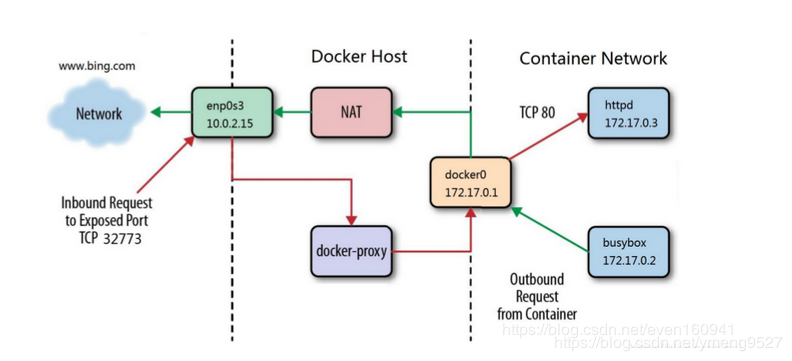 Docker Host
Container Network
www.bing.com
Network
enp0s3
10.0.2.15
NAT
TCP 80
httpd
172.17.0.3
docker0
172.17.0.1
Inbound Request
to Exposed Port
TCP 32773
docker-proxy
busybox
172.17.0.2
Outbound
Request
from Container
https://blog.csdn.net/even160941
https://blog.csdn.net/ymeng9527